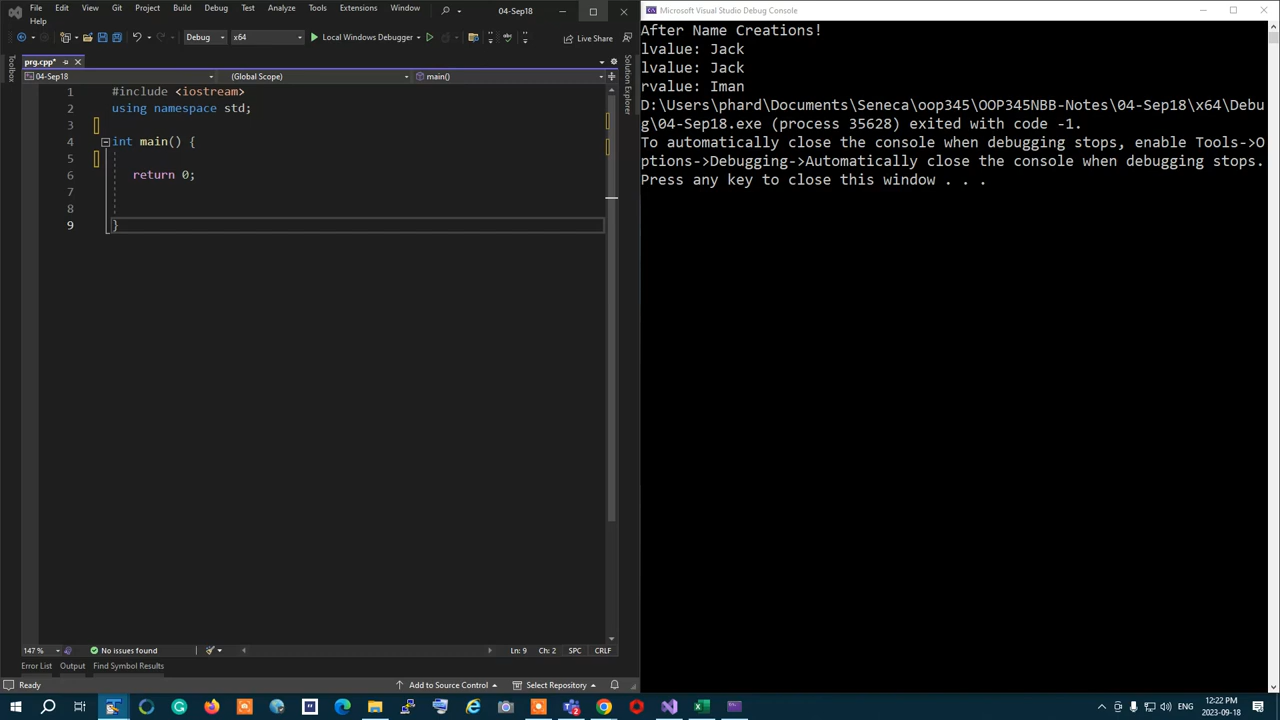 File Edit View Git Project Build Debug Test Analyze Tools Extensions Window
Help
04-Sep18
Debug x64 Local Windows Debugger Live Share
prg.cpp*
04-Sep18 (Global Scope) main()
Toolbox
Solution Explorer
1 #include <iostream>
2 using namespace std;
3
4 int main() {
5
6 return 0;
7
8
9 }
147 % No issues found Ln: 9 Ch: 2 SPC CRLF
Error List Output Find Symbol Results
Ready Add to Source Control Select Repository
Microsoft Visual Studio Debug Console
After Name Creations!
lvalue: Jack
lvalue: Jack
rvalue: Iman
D:\Users\phard\Documents\Seneca\oop345\OOP345NBB-Notes\04-Sep18\x64\Debu
g\04-Sep18.exe (process 35628) exited with code -1.
To automatically close the console when debugging stops, enable Tools->O
ptions->Debugging->Automatically close the console when debugging stops.
Press any key to close this window . . .
ENG
12:22 PM
2023-09-18